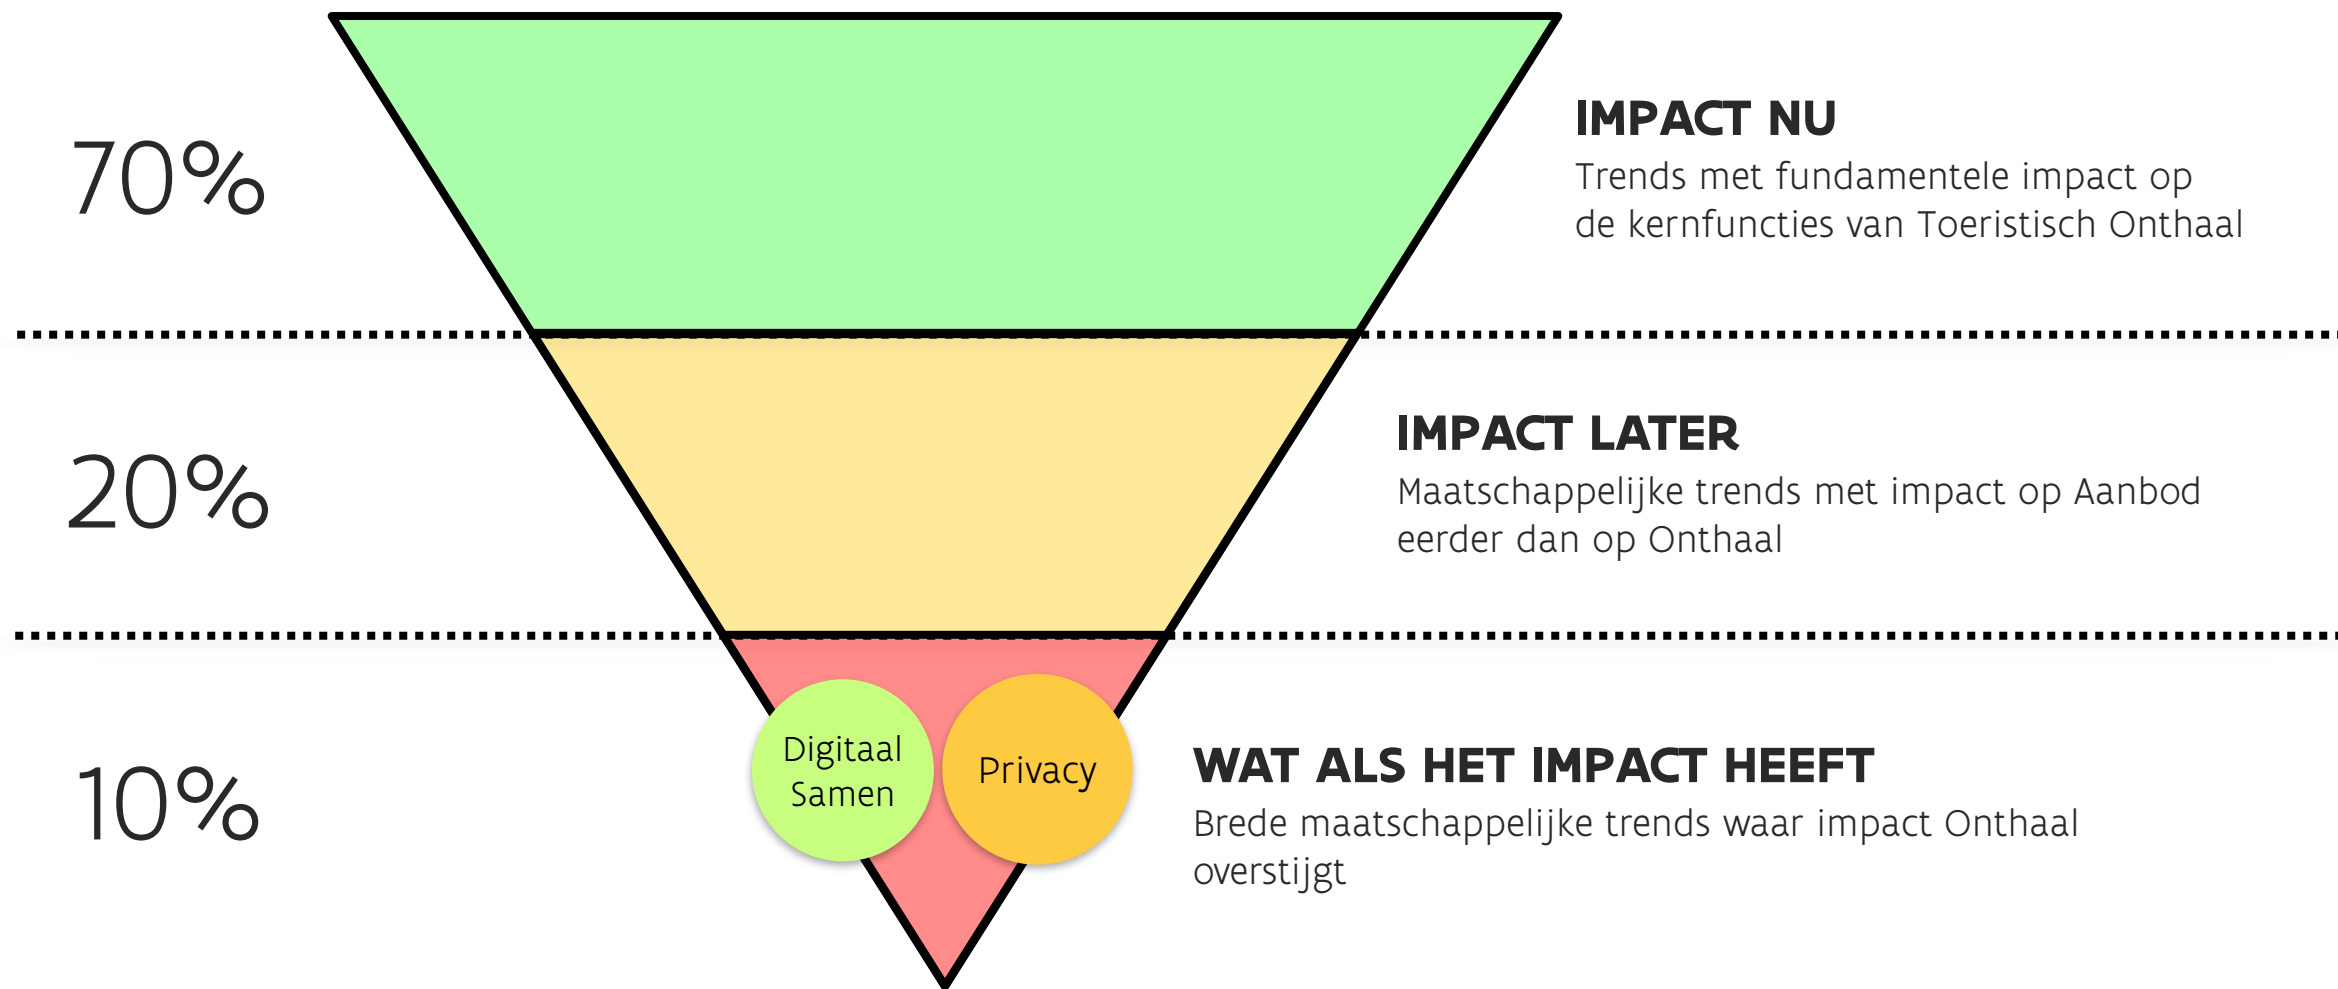 70%
IMPACT NU
Trends met fundamentele impact op
de kernfuncties van Toeristisch Onthaal
20%
IMPACT LATER
Maatschappelijke trends met impact op Aanbod
eerder dan op Onthaal
10%
Digitaal
Samen
Privacy
WAT ALS HET IMPACT HEEFT
Brede maatschappelijke trends waar impact Onthaal
overstijgt